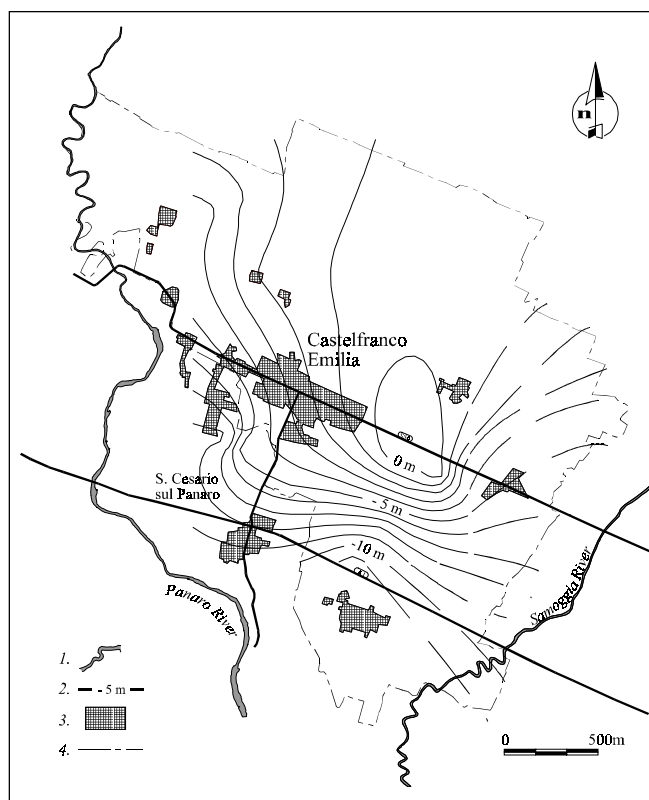 n
Castelfranco
Emilia
0 m
S. Cesario
sul Panaro
- 5 m
-10 m
Panaro River
Samoggia River
1.
2. - 5 m
3.
4.
0 500m